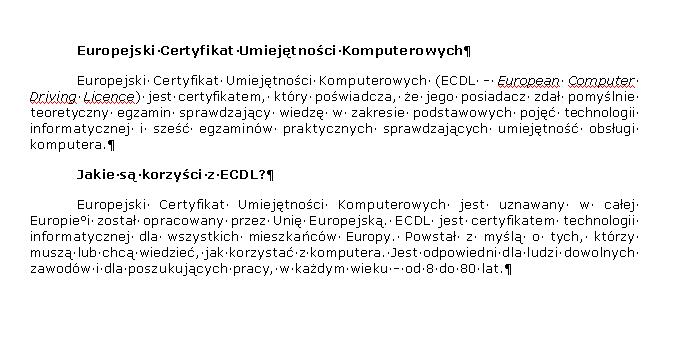 Europejski·Certyfikat·Umiejętności·Komputerowych¶
Europejski· Certyfikat· Umiejętności· Komputerowych· (ECDL· –· European· Computer·
Driving· Licence)· jest· certyfikatem,· który· poświadcza,· że· jego· posiadacz· zdał· pomyślnie·
teoretyczny· egzamin· sprawdzający· wiedzę· w· zakresie· podstawowych· pojęć· technologii·
informatycznej· i· sześć· egzaminów· praktycznych· sprawdzających· umiejętność· obsługi·
komputera.¶
Jakie·są·korzyści·z·ECDL?¶
Europejski· Certyfikat· Umiejętności· Komputerowych· jest· uznawany· w· całej·
Europie°i· został· opracowany· przez· Unię· Europejską.· ECDL· jest· certyfikatem· technologii·
informatycznej· dla· wszystkich· mieszkańców· Europy.· Powstał· z· myślą· o· tych,· którzy·
muszą·lub·chcą·wiedzieć,·jak·korzystać·z·komputera.·Jest·odpowiedni·dla·ludzi·dowolnych·
zawodów·i·dla·poszukujących·pracy,·w·każdym·wieku·–·od·8·do·80·lat.¶